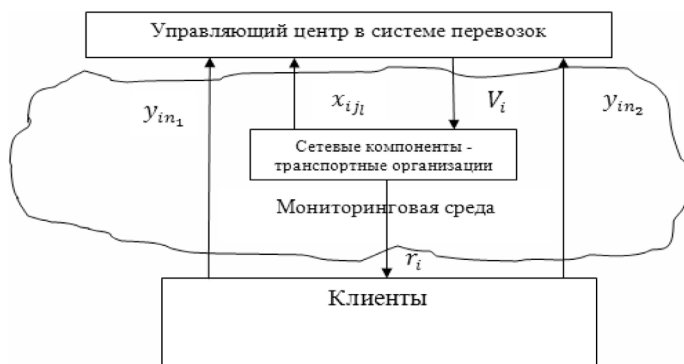 Управляющий центр в системе перевозок
y_{in_1} x_{ij_l} V_i y_{in_2}
Сетевые компоненты -
транспортные организации
Мониторинговая среда
r_i
Клиенты